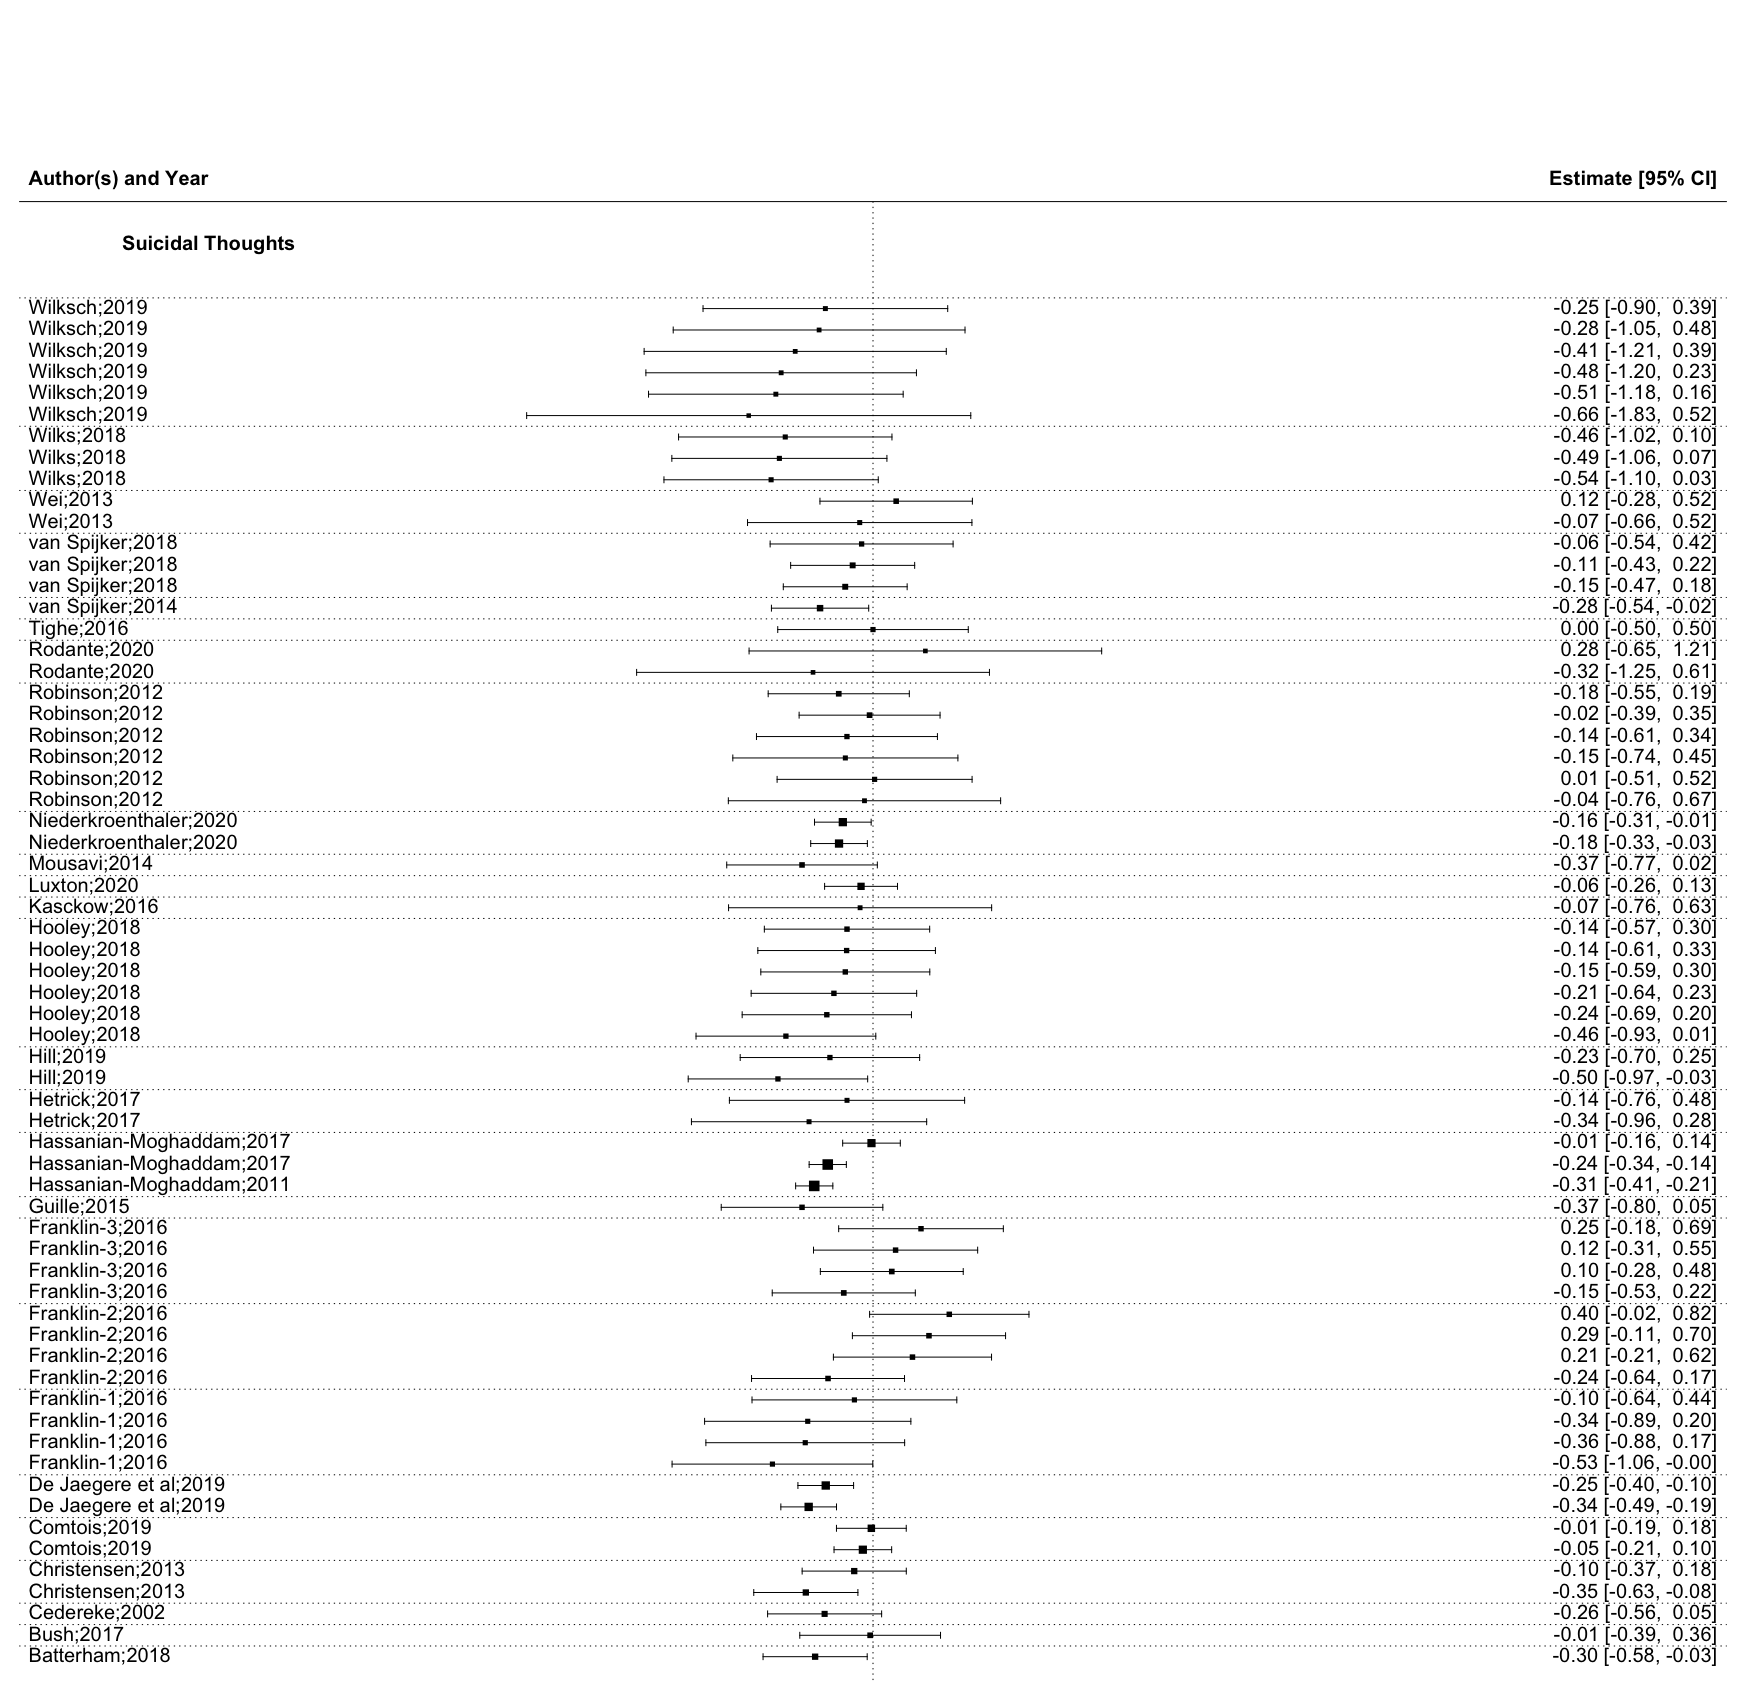 Author(s) and Year Estimate [95% CI]
Suicidal Thoughts
Wilksch;2019 -0.25 [-0.90, 0.39]
Wilksch;2019 -0.28 [-1.05, 0.48]
Wilksch;2019 -0.41 [-1.21, 0.39]
Wilksch;2019 -0.48 [-1.20, 0.23]
Wilksch;2019 -0.51 [-1.18, 0.16]
Wilksch;2019 -0.66 [-1.83, 0.52]
Wilks;2018 -0.46 [-1.02, 0.10]
Wilks;2018 -0.49 [-1.06, 0.07]
Wilks;2018 -0.54 [-1.10, 0.03]
Wei;2013 0.12 [-0.28, 0.52]
Wei;2013 -0.07 [-0.66, 0.52]
van Spijker;2018 -0.06 [-0.54, 0.42]
van Spijker;2018 -0.11 [-0.43, 0.22]
van Spijker;2018 -0.15 [-0.47, 0.18]
van Spijker;2014 -0.28 [-0.54, -0.02]
Tighe;2016 0.00 [-0.50, 0.50]
Rodante;2020 0.28 [-0.65, 1.21]
Rodante;2020 -0.32 [-1.25, 0.61]
Robinson;2012 -0.18 [-0.55, 0.19]
Robinson;2012 -0.02 [-0.39, 0.35]
Robinson;2012 -0.14 [-0.61, 0.34]
Robinson;2012 -0.15 [-0.74, 0.45]
Robinson;2012 0.01 [-0.51, 0.52]
Robinson;2012 -0.04 [-0.76, 0.67]
Niederkroenthaler;2020 -0.16 [-0.31, -0.01]
Niederkroenthaler;2020 -0.18 [-0.33, -0.03]
Mousavi;2014 -0.37 [-0.77, 0.02]
Luxton;2020 -0.06 [-0.26, 0.13]
Kasckow;2016 -0.07 [-0.76, 0.63]
Hooley;2018 -0.14 [-0.57, 0.30]
Hooley;2018 -0.14 [-0.61, 0.33]
Hooley;2018 -0.15 [-0.59, 0.30]
Hooley;2018 -0.21 [-0.64, 0.23]
Hooley;2018 -0.24 [-0.69, 0.20]
Hooley;2018 -0.46 [-0.93, 0.01]
Hill;2019 -0.23 [-0.70, 0.25]
Hill;2019 -0.50 [-0.97, -0.03]
Hetrick;2017 -0.14 [-0.76, 0.48]
Hetrick;2017 -0.34 [-0.96, 0.28]
Hassanian-Moghaddam;2017 -0.01 [-0.16, 0.14]
Hassanian-Moghaddam;2017 -0.24 [-0.34, -0.14]
Hassanian-Moghaddam;2011 -0.31 [-0.41, -0.21]
Guille;2015 -0.37 [-0.80, 0.05]
Franklin-3;2016 0.25 [-0.18, 0.69]
Franklin-3;2016 0.12 [-0.31, 0.55]
Franklin-3;2016 0.10 [-0.28, 0.48]
Franklin-3;2016 -0.15 [-0.53, 0.22]
Franklin-2;2016 0.40 [-0.02, 0.82]
Franklin-2;2016 0.29 [-0.11, 0.70]
Franklin-2;2016 0.21 [-0.21, 0.62]
Franklin-2;2016 -0.24 [-0.64, 0.17]
Franklin-1;2016 -0.10 [-0.64, 0.44]
Franklin-1;2016 -0.34 [-0.89, 0.20]
Franklin-1;2016 -0.36 [-0.88, 0.17]
Franklin-1;2016 -0.53 [-1.06, -0.00]
De Jaegere et al;2019 -0.25 [-0.40, -0.10]
De Jaegere et al;2019 -0.34 [-0.49, -0.19]
Comtois;2019 -0.01 [-0.19, 0.18]
Comtois;2019 -0.05 [-0.21, 0.10]
Christensen;2013 -0.10 [-0.37, 0.18]
Christensen;2013 -0.35 [-0.63, -0.08]
Cedereke;2002 -0.26 [-0.56, 0.05]
Bush;2017 -0.01 [-0.39, 0.36]
Batterham;2018 -0.30 [-0.58, -0.03]